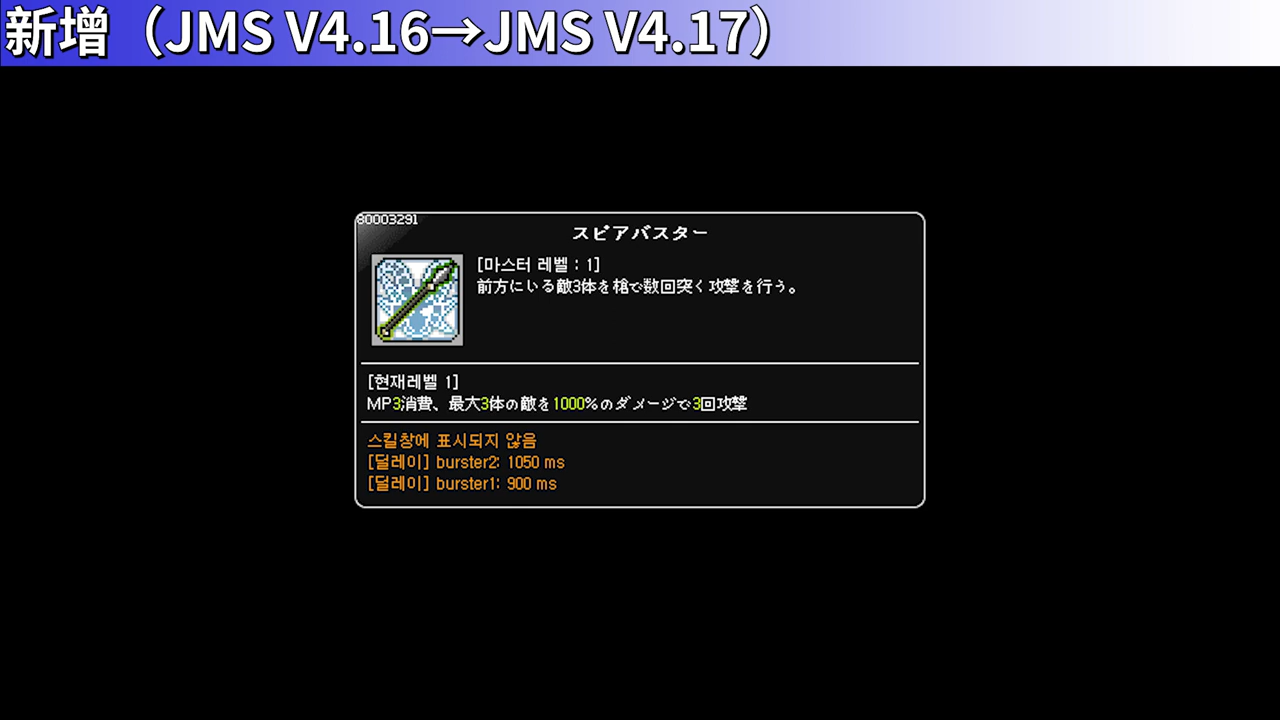 新増（JMS V4.16→JMS V4.17）
80003291
スピアバスター
[마스터 레벨 : 1]
前方にいる敵3体を槍で数回突く攻撃を行う。
[현재레벨 1]
MP3消費、最大3体の敵を1000%のダメージで3回攻撃
스킬창에 표시되지 않음
[딜레이] burster2: 1050 ms
[딜레이] burster1: 900 ms